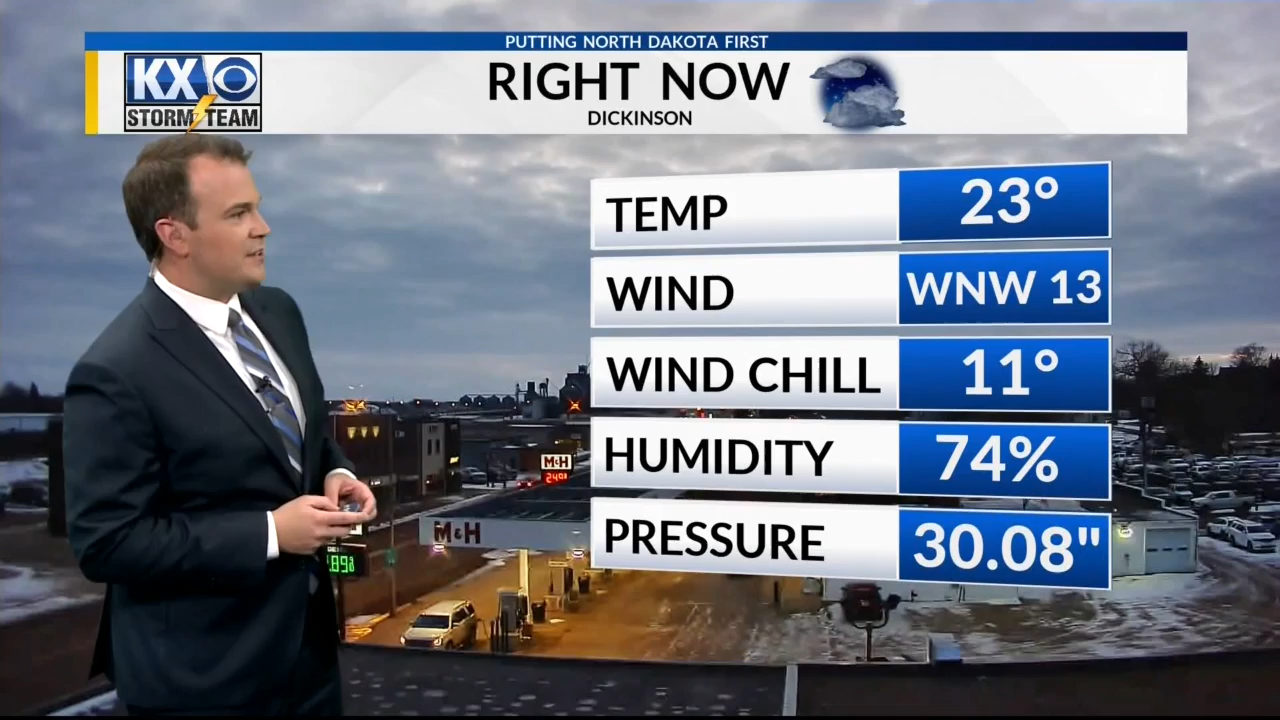 PUTTING NORTH DAKOTA FIRST
KX
STORM TEAM
RIGHT NOW
DICKINSON
TEMP 23°
WIND WNW 13
WIND CHILL 11°
HUMIDITY 74%
PRESSURE 30.08"
M&H
2491
M&H